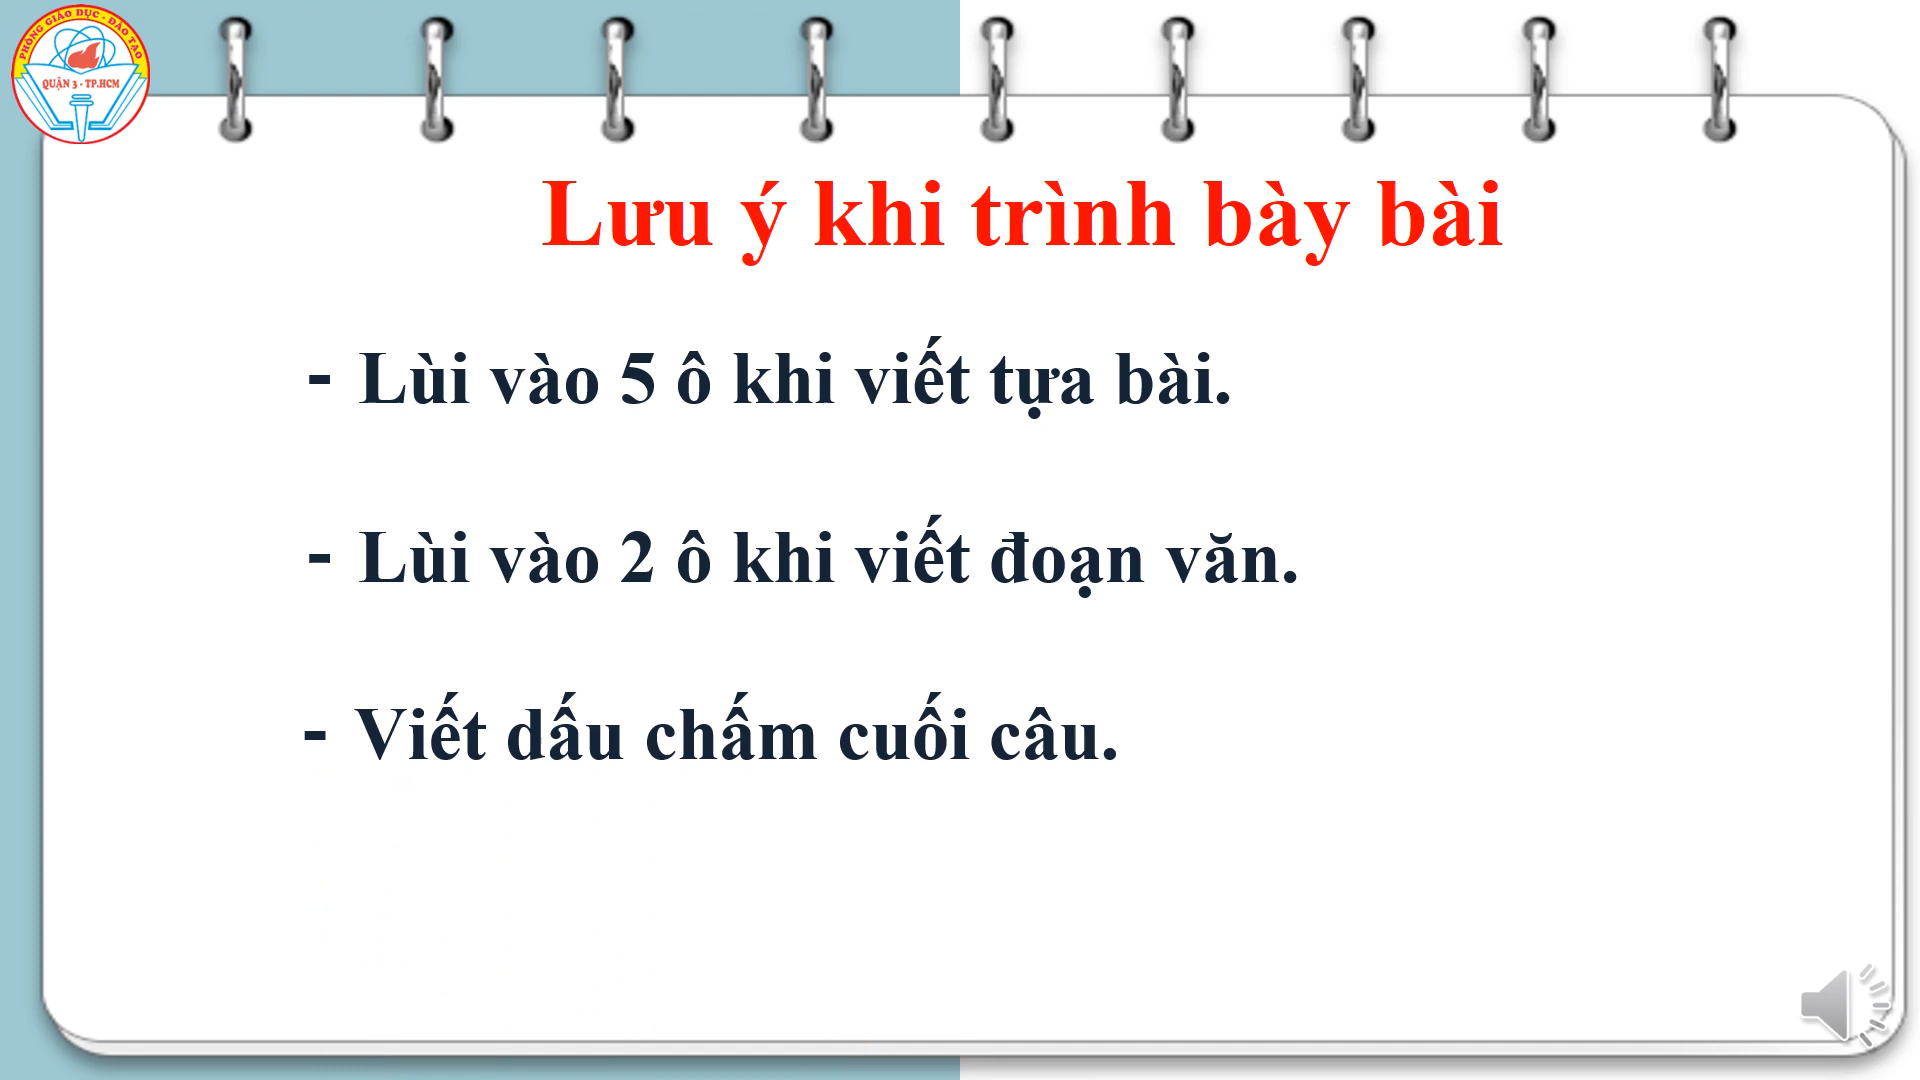 PHÒNG GIÁO DỤC - ĐÀO TẠO
QUẬN 3 - TP.HCM
Lưu ý khi trình bày bài
- Lùi vào 5 ô khi viết tựa bài.
- Lùi vào 2 ô khi viết đoạn văn.
- Viết dấu chấm cuối câu.